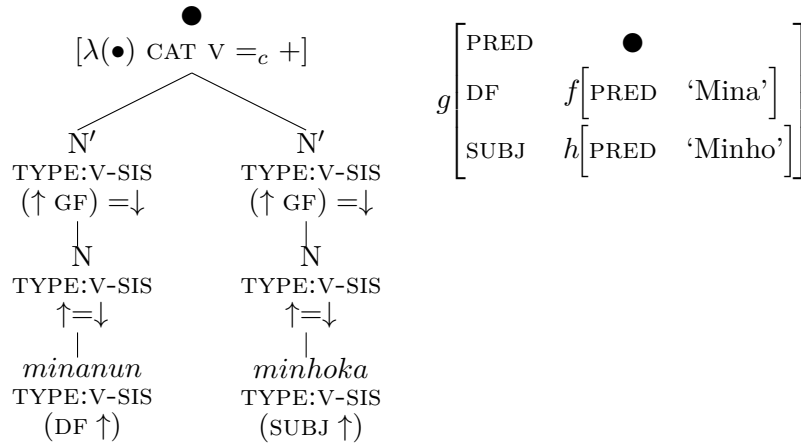 ●
[λ(●) CAT V =c +]
N′ N′
TYPE:V-SIS TYPE:V-SIS
(↑ GF) =↓ (↑ GF) =↓
N N
TYPE:V-SIS TYPE:V-SIS
↑=↓ ↑=↓
minanun minhoka
TYPE:V-SIS TYPE:V-SIS
(DF ↑) (SUBJ ↑)
PRED ●
g DF f[PRED ‘Mina’]
SUBJ h[PRED ‘Minho’]